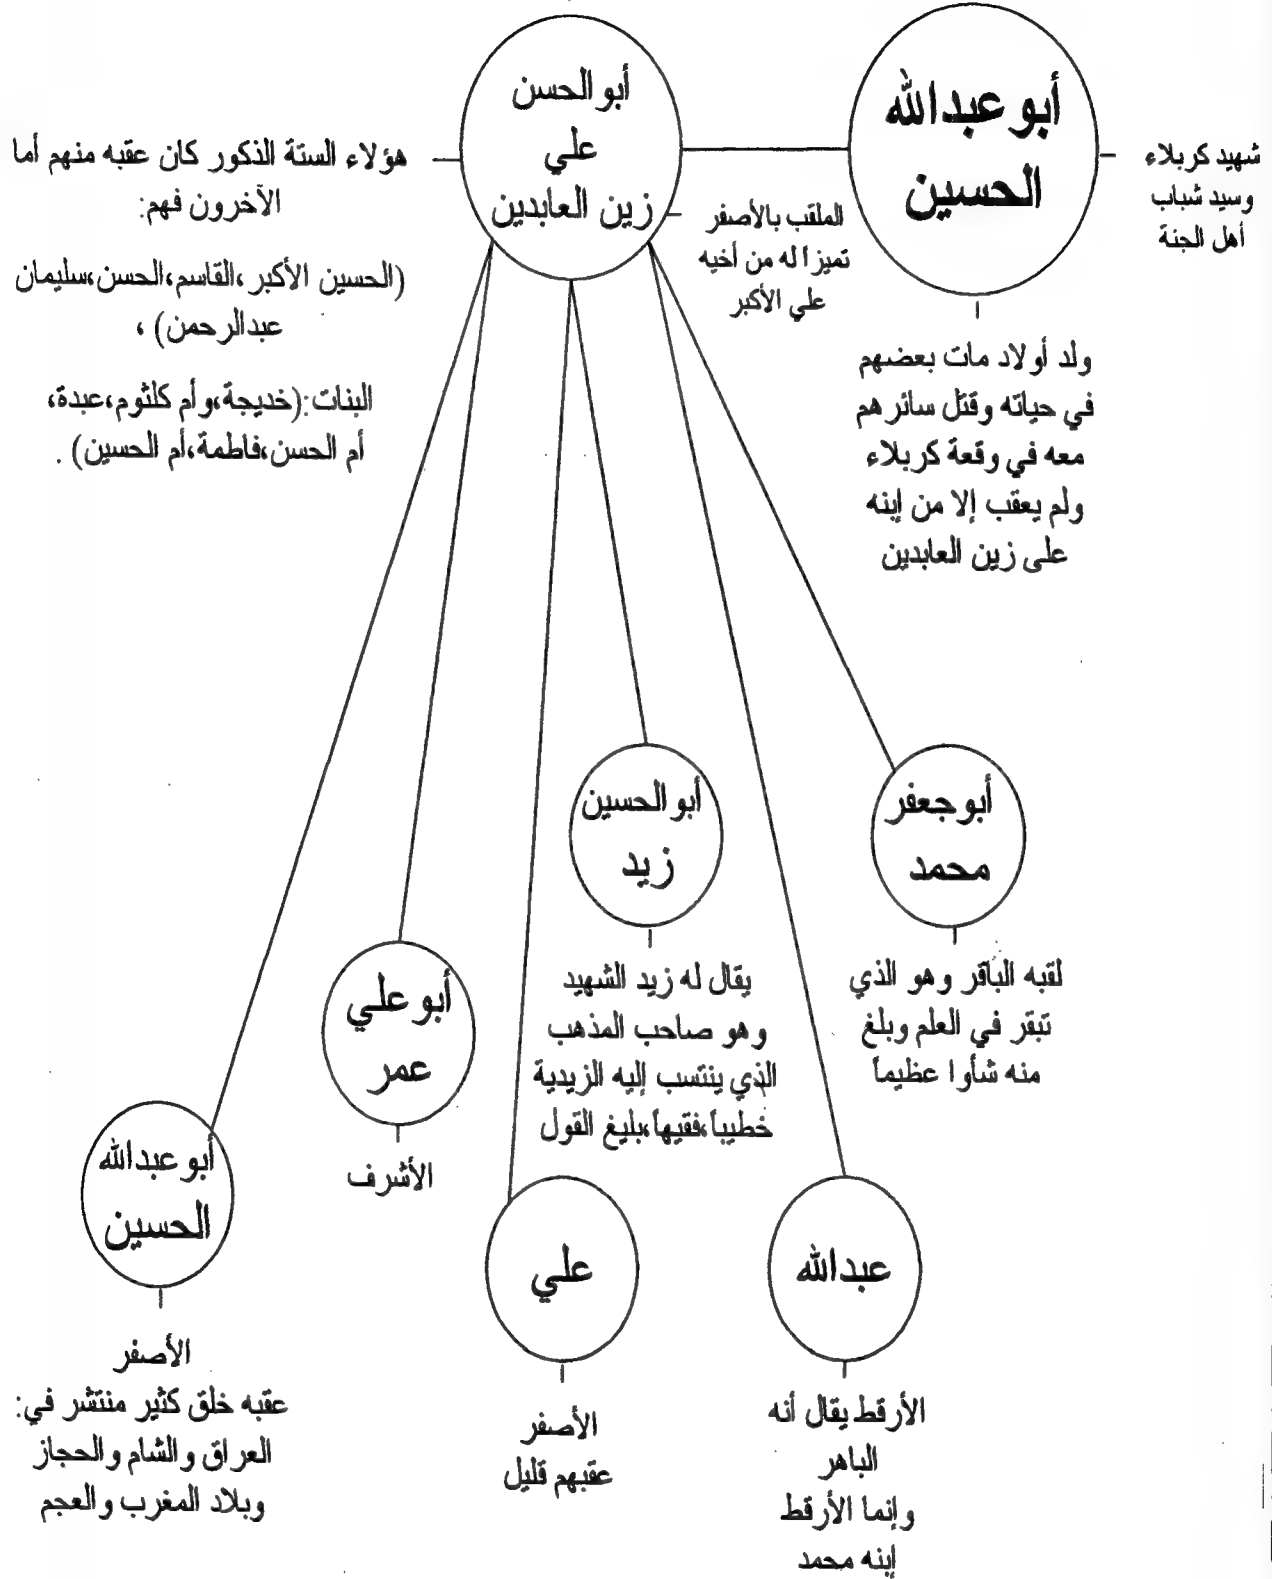 أبو عبدالله
الحسين
شهيد كربلاء
وسيد شباب
أهل الجنة
ولد أولاد مات بعضهم
في حياته وقتل سائرهم
معه في وقعة كربلاء
ولم يعقب إلا من إبنه
على زين العابدين
أبو الحسن
علي
زين العابدين
الملقب بالأصفر
تميزا له من أخيه
علي الأكبر
هؤلاء الستة الذكور كان عقبه منهم أما
الآخرون فهم:
(الحسين الأكبر ،القاسم،الحسن،سليمان
عبدالرحمن) ،
البنات:(خديجة،وأم كلثوم،عبدة،
أم الحسن،فاطمة،أم الحسين) .
أبو جعفر
محمد
لقبه الباقر وهو الذي
تبقر في العلم وبلغ
منه شأوا عظيماً
عبدالله
الأرقط يقال أنه
الباهر
وإنما الأرقط
إبنه محمد
أبو الحسين
زيد
يقال له زيد الشهيد
وهو صاحب المذهب
الذي ينتسب إليه الزيدية
خطيباً،فقيهاً،بليغ القول
علي
الأصفر
عقبهم قليل
أبو علي
عمر
الأشرف
أبو عبدالله
الحسين
الأصفر
عقبه خلق كثير منتشر في:
العراق والشام والحجاز
وبلاد المغرب والعجم